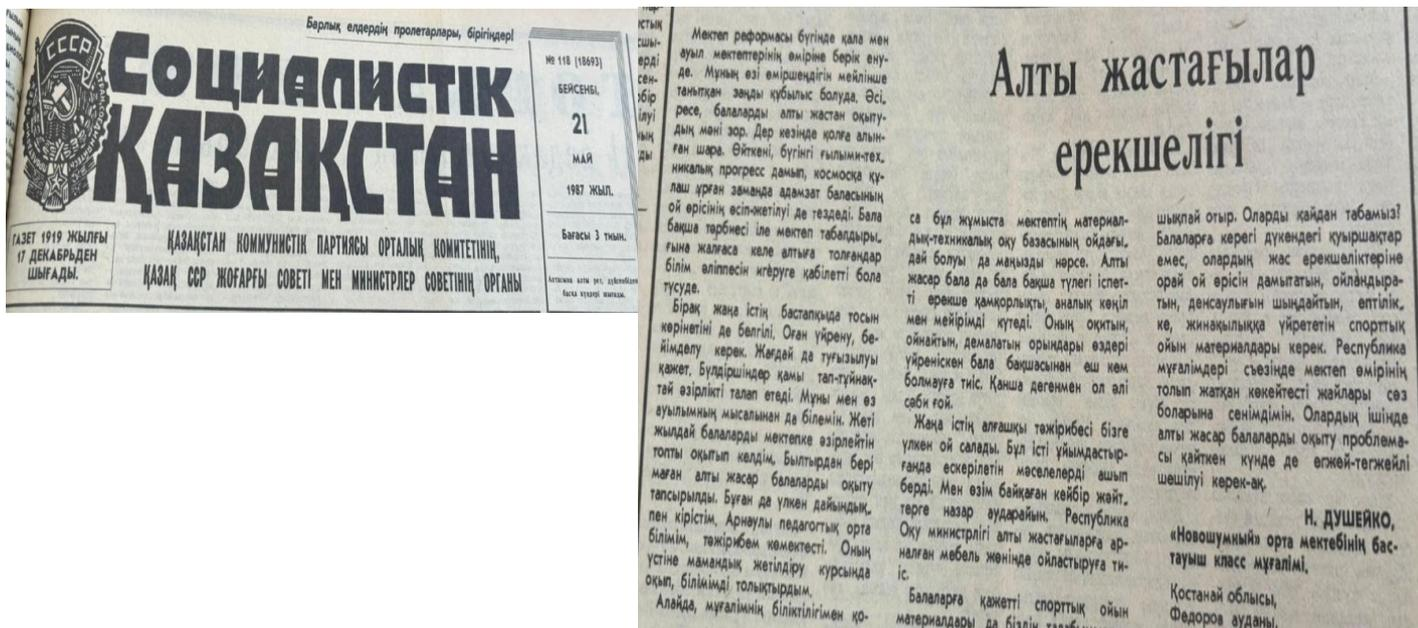 Барлық елдердің пролетарлары, бірігіңдер!
СССР
СОЦИАЛИСТІК
ҚАЗАҚСТАН
ГАЗЕТ 1919 ЖЫЛҒЫ
17 ДЕКАБРЬДЕН
ШЫҒАДЫ.
ҚАЗАҚСТАН КОММУНИСТІК ПАРТИЯСЫ ОРТАЛЫҚ КОМИТЕТІНІҢ,
ҚАЗАҚ ССР ЖОҒАРҒЫ СОВЕТІ МЕН МИНИСТРЛЕР СОВЕТІНІҢ ОРГАНЫ
№ 118 (18693)
БЕЙСЕНБІ,
21
МАЙ
1987 ЖЫЛ.
Бағасы 3 тиын.
Аптасына алты рет, дүйсенбіден
басқа күндері шығады.
Алты жастағылар
ерекшелігі
Мектеп реформасы бүгінде қала мен
ауыл мектептерінің өміріне берік ену-
де. Мұның өзі өміршеңдігін мейлінше
танытқан заңды құбылыс болуда. Әсі-
ресе, балаларды алты жастан оқыту-
дың мәні зор. Дер кезінде қолға алын-
ған шара. Өйткені, бүгінгі ғылыми-тех-
никалық прогресс дамып, космосқа құ-
лаш ұрған заманда адамзат баласының
ой өрісінің өсіп-жетілуі де тездеді. Бала
бақша тәрбиесі іле мектеп табалдыры-
ғына жалғаса келе алтыға толғандар
білім әліппесін игеруге қабілетті бола
түсуде.
Бірақ жаңа істің бастапқыда тосын
көрінетіні де белгілі. Оған үйрену, бе-
йімделу керек. Жағдай да туғызылуы
қажет. Бүлдіршіндер қамы тап-тұйнақ-
тай әзірлікті талап етеді. Мұны мен өз
ауылымның мысалынан да білемін. Жеті
жылдай балаларды мектепке әзірлейтін
топты оқытып келдім. Былтырдан бері
маған алты жасар балаларды оқыту
тапсырылды. Бұған да үлкен дайындық-
пен кірістім. Арнаулы педагогтық орта
білімім, тәжірибем көмектесті. Оның
үстіне мамандық жетілдіру курсында
оқып, білімімді толықтырдым.
Алайда, мұғалімнің біліктілігімен қо-
са бұл жұмыста мектептің материал-
дық-техникалық оқу базасының ойдағы-
дай болуы да маңызды нәрсе. Алты
жасар бала да бала бақша түлегі іспет-
ті ерекше қамқорлықты, аналық көңіл
мен мейірімді күтеді. Оның оқитын,
ойнайтын, демалатын орындары өздері
үйреніскен бала бақшасынан еш кем
болмауға тиіс. Қанша дегенмен ол әлі
сәби ғой.
Жаңа істің алғашқы тәжірибесі бізге
үлкен ой салады. Бұл істі ұйымдастыр-
ғанда ескерілетін мәселелерді ашып
берді. Мен өзім байқаған кейбір жәйт-
терге назар аударайын. Республика
Оқу министрлігі алты жастағыларға ар-
налған мебель жөнінде ойластыруға ти-
іс.
Балаларға қажетті спорттық ойын
материалдары да біздің
шықпай отыр. Оларды қайдан табамыз?
Балаларға керегі дүкендегі қуыршақтар
емес, олардың жас ерекшеліктеріне
орай ой өрісін дамытатын, ойландыра-
тын, денсаулығын шыңдайтын, ептілік-
ке, жинақылыққа үйрететін спорттық
ойын материалдары керек. Республика
мұғалімдері съезінде мектеп өмірінің
толып жатқан көкейтесті жайлары сөз
боларына сенімдімін. Олардың ішінде
алты жасар балаларды оқыту проблема-
сы қайткен күнде де егжей-тегжейлі
шешілуі керек-ақ.
Н. ДУШЕЙКО,
«Новошумный» орта мектебінің бас-
тауыш класс мұғалімі.
Қостанай облысы,
Федоров ауданы.